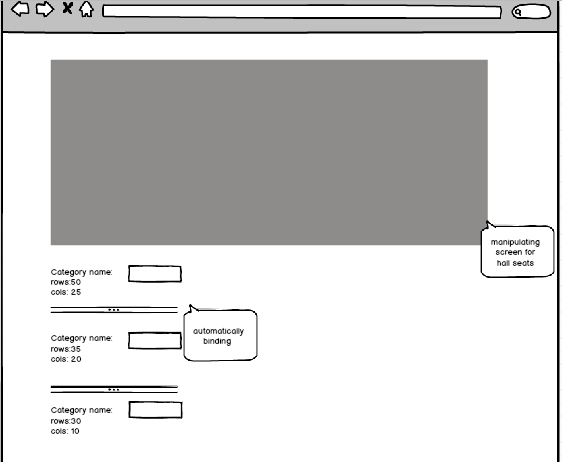 manipulating
screen for
hall seats
Category name:
rows:50
cols: 25
automatically
binding
Category name:
rows:35
cols: 20
Category name:
rows:30
cols: 10